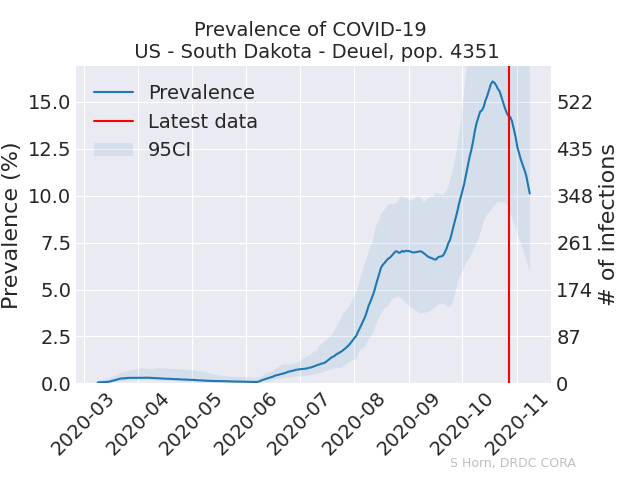 Prevalence of COVID-19
US - South Dakota - Deuel, pop. 4351
Prevalence
Latest data
95CI
Prevalence (%)
15.0
12.5
10.0
7.5
5.0
2.5
0.0
522
435
348
261
174
87
0
# of infections
2020-03
2020-04
2020-05
2020-06
2020-07
2020-08
2020-09
2020-10
2020-11
S Horn, DRDC CORA